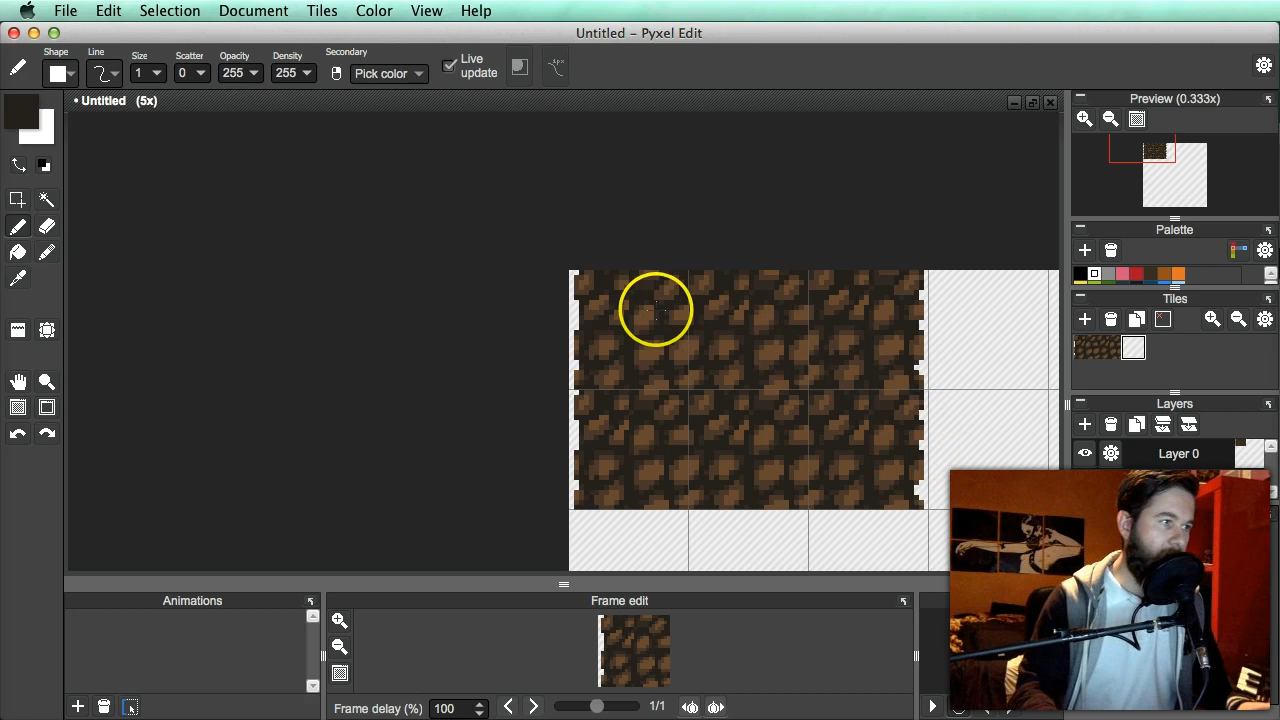 File Edit Selection Document Tiles Color View Help
Untitled - Pyxel Edit
Shape Line Size Scatter Opacity Density Secondary
1 0 255 255 Pick color Live update
• Untitled (5x)
Preview (0.333x)
Palette
Tiles
Layers
Layer 0
Animations
Frame edit
Frame delay (%) 100 1/1